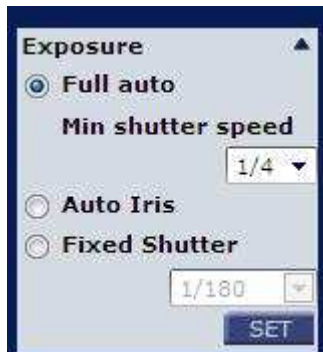 Exposure
Full auto
Min shutter speed
1/4
Auto Iris
Fixed Shutter
1/180
SET